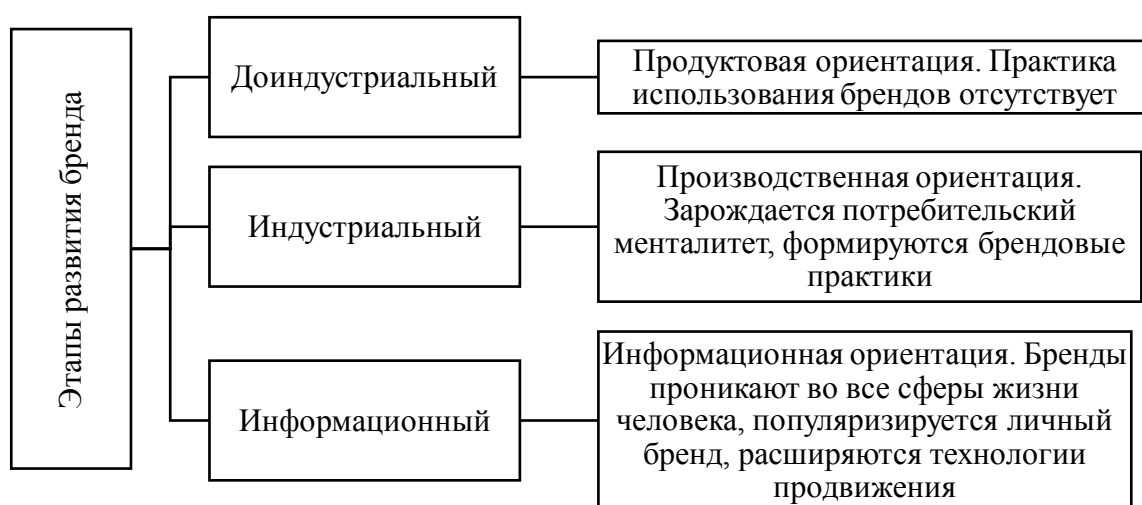 Этапы развития бренда
Доиндустриальный
Продуктовая ориентация. Практика
использования брендов отсутствует
Индустриальный
Производственная ориентация.
Зарождается потребительский
менталитет, формируются брендовые
практики
Информационный
Информационная ориентация. Бренды
проникают во все сферы жизни
человека, популяризируется личный
бренд, расширяются технологии
продвижения